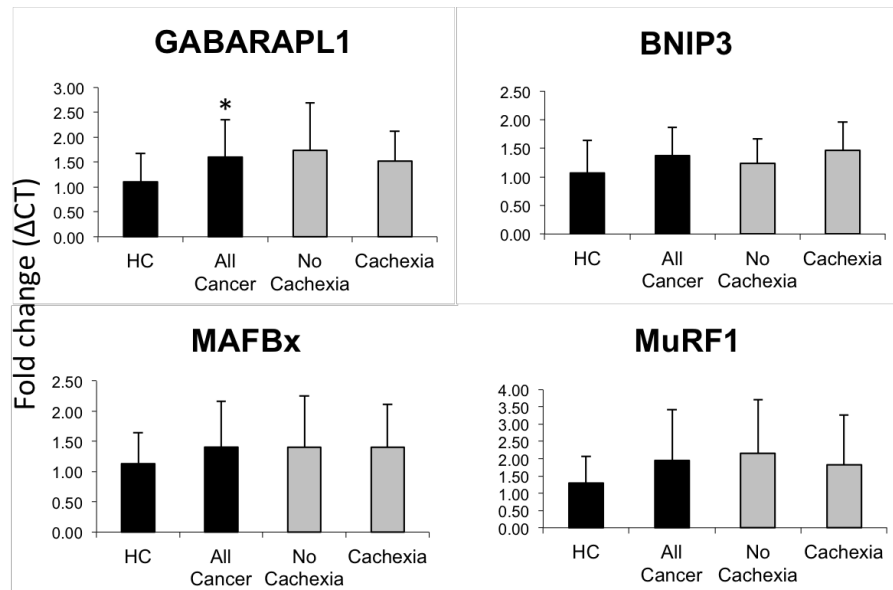 GABARAPL1
Fold change (ΔCT)
3.00
2.50
2.00
1.50
1.00
0.50
0.00
*
HC
All
Cancer
No
Cachexia
Cachexia
BNIP3
2.50
2.00
1.50
1.00
0.50
0.00
HC
All
Cancer
No
Cachexia
Cachexia
MAFBx
2.50
2.00
1.50
1.00
0.50
0.00
HC
All
Cancer
No
Cachexia
Cachexia
MuRF1
4.00
3.50
3.00
2.50
2.00
1.50
1.00
0.50
0.00
HC
All
Cancer
No
Cachexia
Cachexia